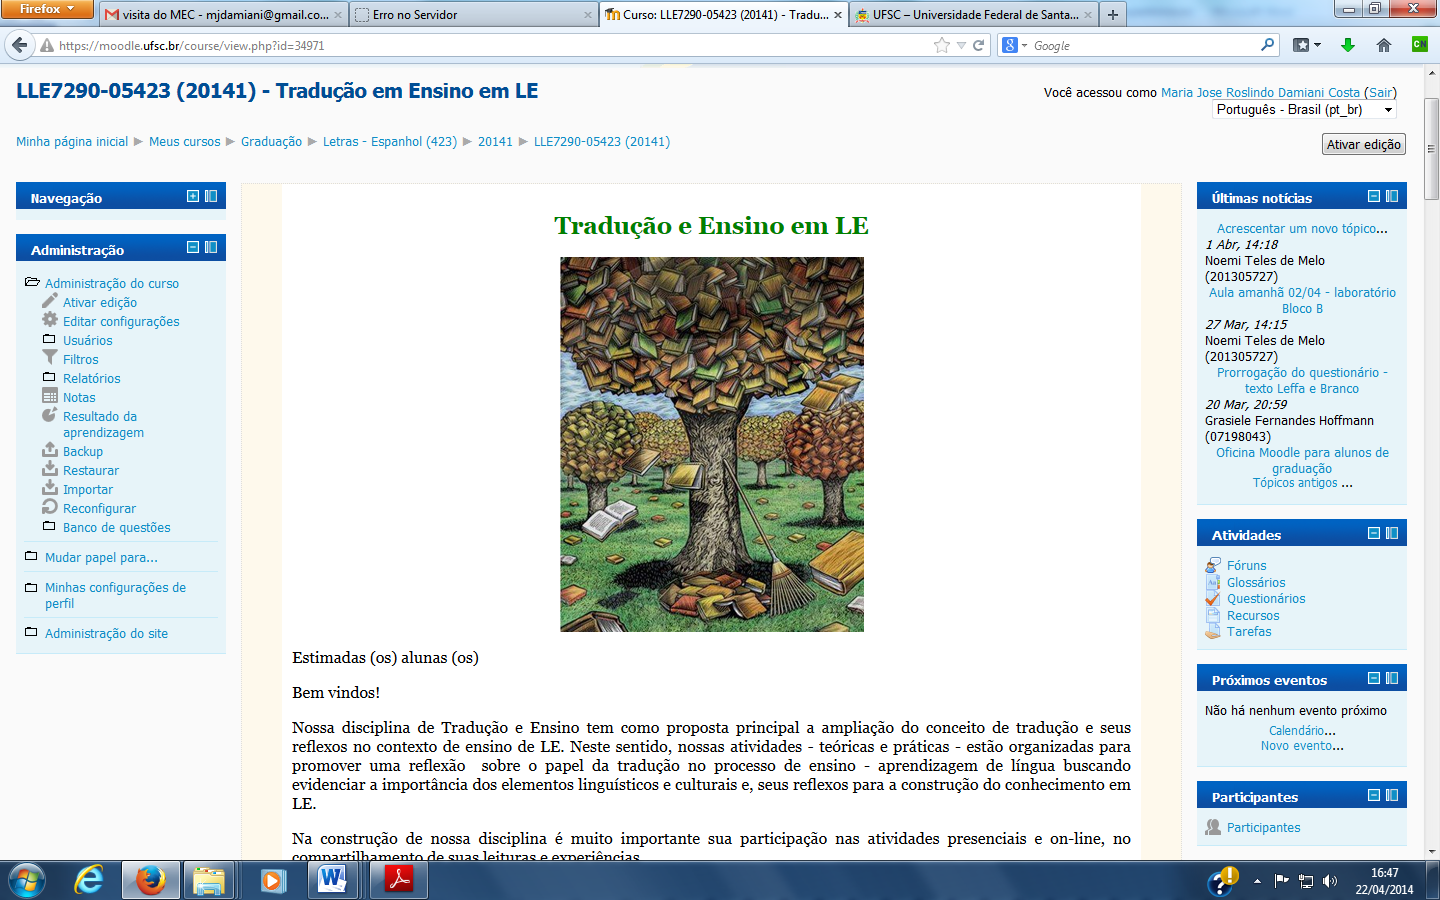 Firefox
visita do MEC - mjdamiani@gmail.co...
Erro no Servidor
Curso: LLE7290-05423 (20141) - Tradu...
UFSC – Universidade Federal de Santa...
https://moodle.ufsc.br/course/view.php?id=34971
Google
LLE7290-05423 (20141) - Tradução em Ensino em LE
Você acessou como Maria Jose Roslindo Damiani Costa (Sair)
Português - Brasil (pt_br)
Minha página inicial ► Meus cursos ► Graduação ► Letras - Espanhol (423) ► 20141 ► LLE7290-05423 (20141)
Ativar edição
Navegação
Administração
Administração do curso
Ativar edição
Editar configurações
Usuários
Filtros
Relatórios
Notas
Resultado da
aprendizagem
Backup
Restaurar
Importar
Reconfigurar
Banco de questões
Mudar papel para...
Minhas configurações de
perfil
Administração do site
Tradução e Ensino em LE
Estimadas (os) alunas (os)
Bem vindos!
Nossa disciplina de Tradução e Ensino tem como proposta principal a ampliação do conceito de tradução e seus
reflexos no contexto de ensino de LE. Neste sentido, nossas atividades - teóricas e práticas - estão organizadas para
promover uma reflexão sobre o papel da tradução no processo de ensino - aprendizagem de língua buscando
evidenciar a importância dos elementos linguísticos e culturais e, seus reflexos para a construção do conhecimento em
LE.
Na construção de nossa disciplina é muito importante sua participação nas atividades presenciais e on-line, no
compartilhamento de suas leituras e experiências
Últimas notícias
Acrescentar um novo tópico...
1 Abr, 14:18
Noemi Teles de Melo
(201305727)
Aula amanhã 02/04 - laboratório
Bloco B
27 Mar, 14:15
Noemi Teles de Melo
(201305727)
Prorrogação do questionário -
texto Leffa e Branco
20 Mar, 20:59
Grasiele Fernandes Hoffmann
(07198043)
Oficina Moodle para alunos de
graduação
Tópicos antigos ...
Atividades
Fóruns
Glossários
Questionários
Recursos
Tarefas
Próximos eventos
Não há nenhum evento próximo
Calendário...
Novo evento...
Participantes
Participantes
16:47
22/04/2014